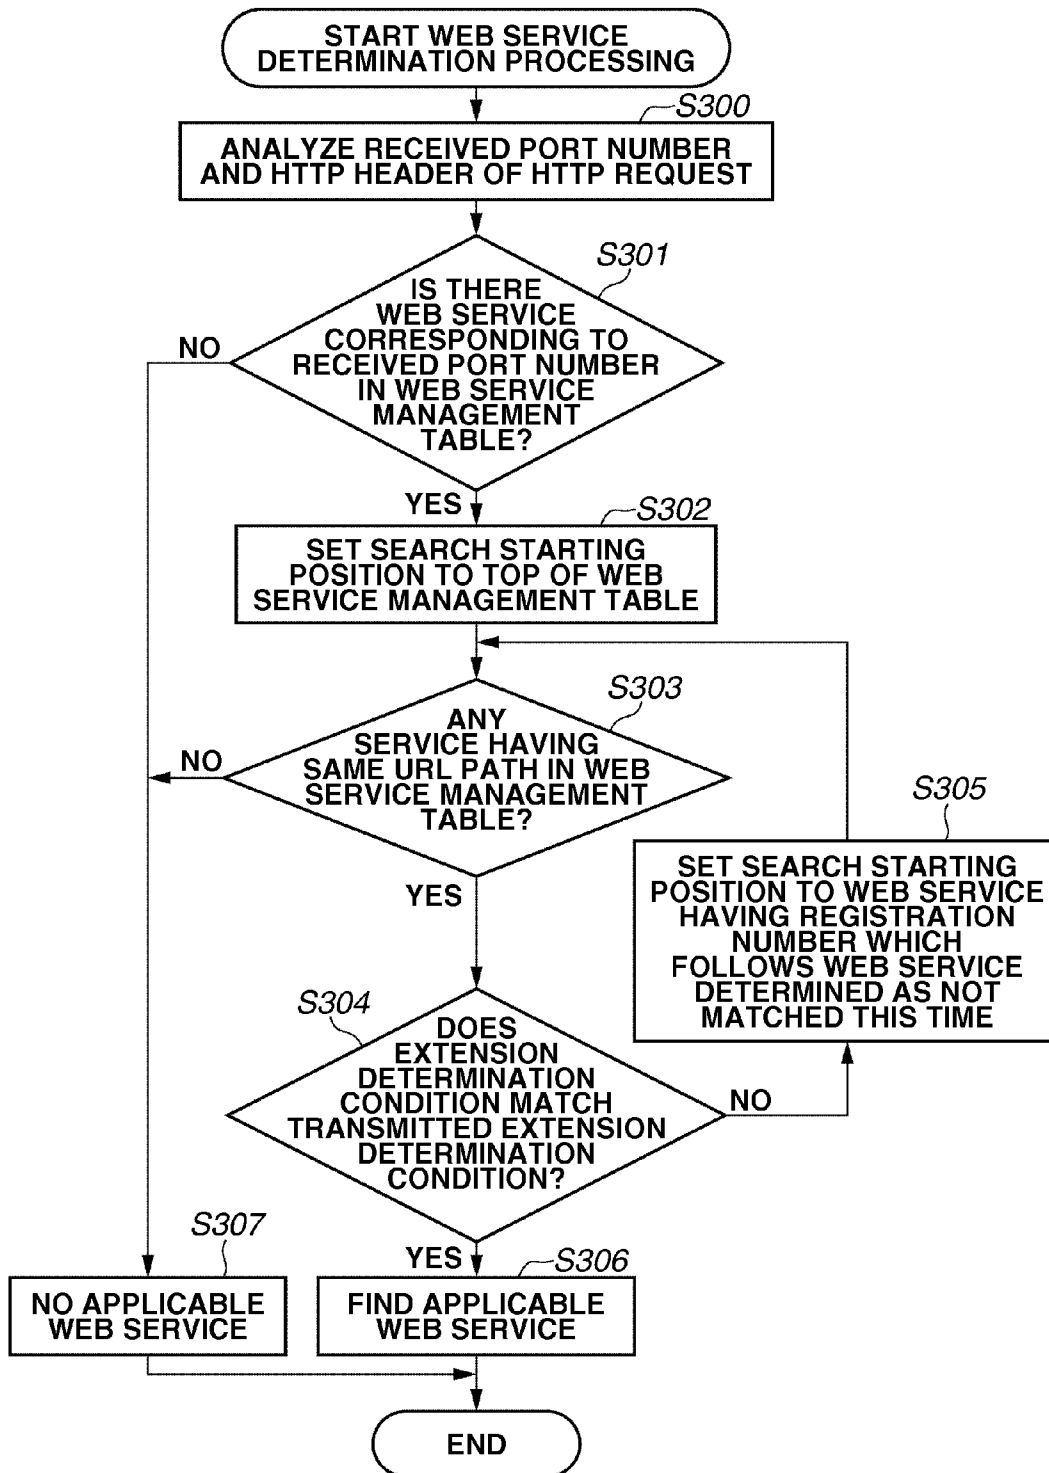 START WEB SERVICE
DETERMINATION PROCESSING
S300
ANALYZE RECEIVED PORT NUMBER
AND HTTP HEADER OF HTTP REQUEST
S301
IS THERE
WEB SERVICE
CORRESPONDING TO
RECEIVED PORT NUMBER
IN WEB SERVICE
MANAGEMENT
TABLE?
NO
YES
S302
SET SEARCH STARTING
POSITION TO TOP OF WEB
SERVICE MANAGEMENT TABLE
S303
ANY
SERVICE HAVING
SAME URL PATH IN WEB
SERVICE MANAGEMENT
TABLE?
NO
YES
S305
SET SEARCH STARTING
POSITION TO WEB SERVICE
HAVING REGISTRATION
NUMBER WHICH
FOLLOWS WEB SERVICE
DETERMINED AS NOT
MATCHED THIS TIME
S304
DOES
EXTENSION
DETERMINATION
CONDITION MATCH
TRANSMITTED EXTENSION
DETERMINATION
CONDITION?
NO
YES
S307
NO APPLICABLE
WEB SERVICE
S306
FIND APPLICABLE
WEB SERVICE
END